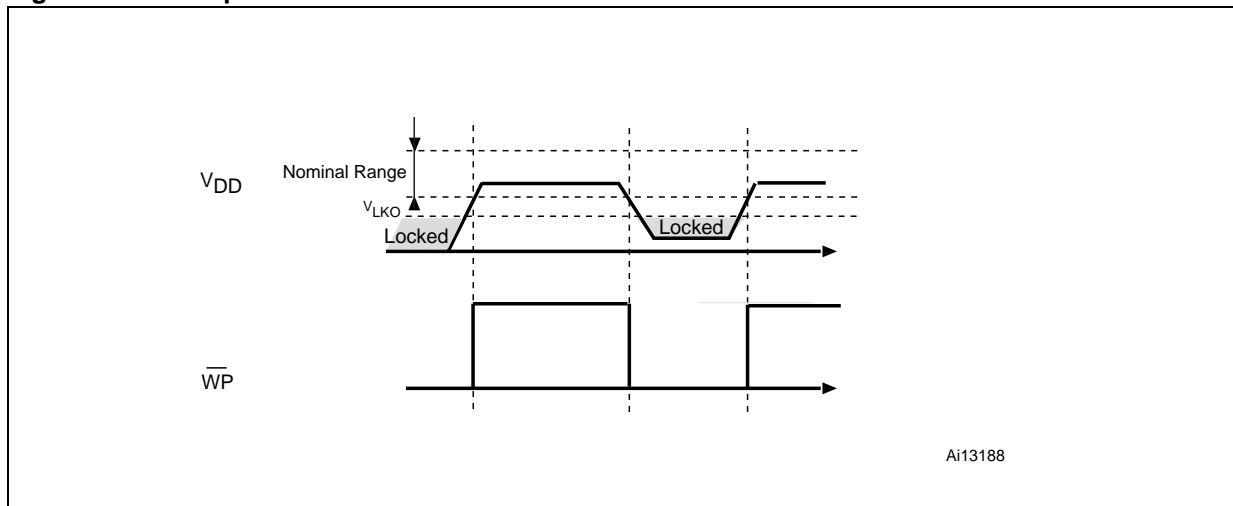 Nominal Range
VDD
VLKO
Locked
Locked
WP
Ai13188